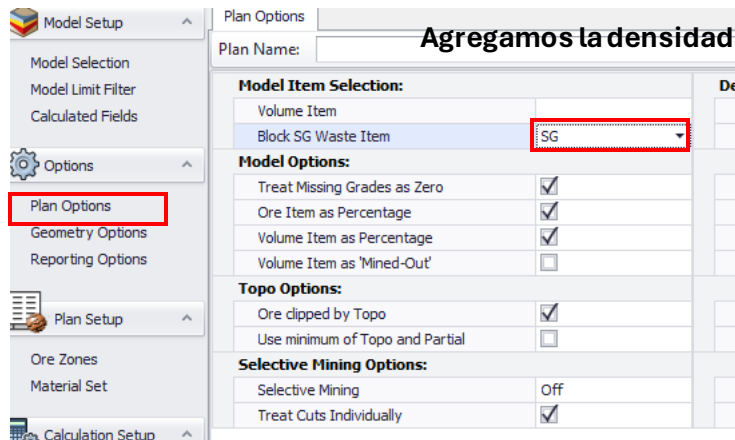 Model Setup
Model Selection
Model Limit Filter
Calculated Fields
Options
Plan Options
Geometry Options
Reporting Options
Plan Setup
Ore Zones
Material Set
Calculation Setup
Plan Options
Plan Name:
Agregamos la densidad
Model Item Selection:
Volume Item
Block SG Waste Item SG
Model Options:
Treat Missing Grades as Zero
Ore Item as Percentage
Volume Item as Percentage
Volume Item as 'Mined-Out'
Topo Options:
Ore clipped by Topo
Use minimum of Topo and Partial
Selective Mining Options:
Selective Mining Off
Treat Cuts Individually